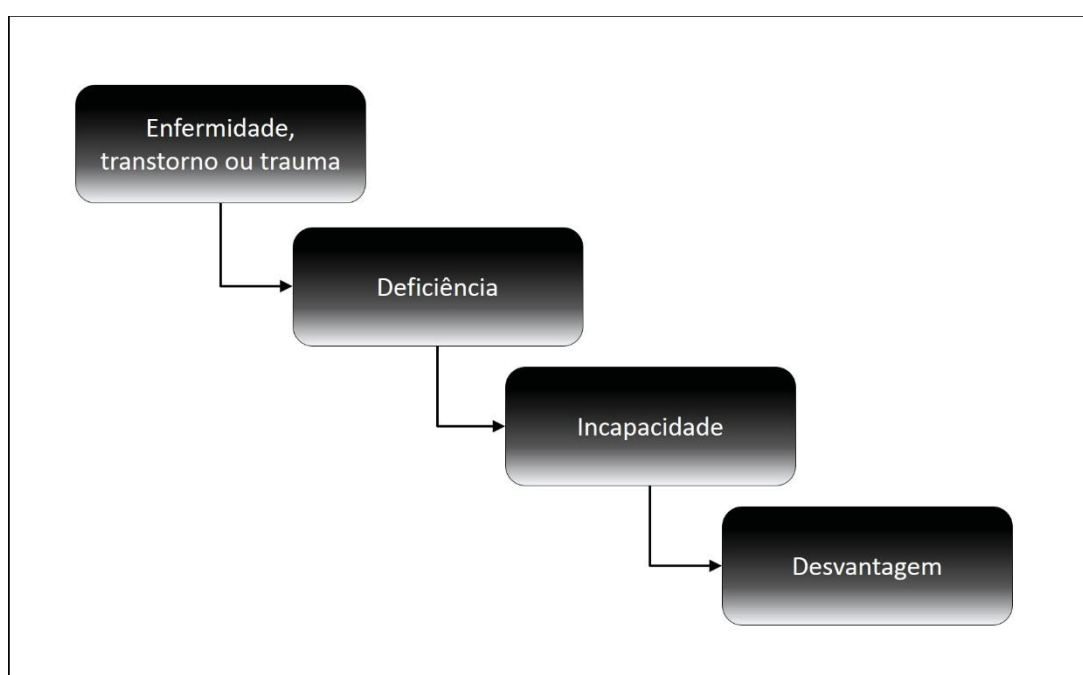 Enfermidade,
transtorno ou trauma
Deficiência
Incapacidade
Desvantagem